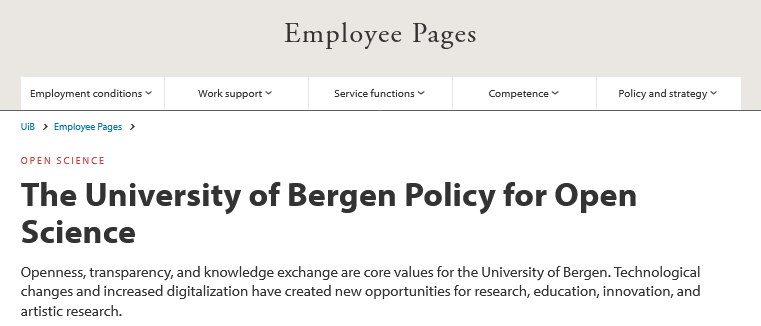 Employee Pages
Employment conditions
Work support
Service functions
Competence
Policy and strategy
UiB > Employee Pages >
OPEN SCIENCE
The University of Bergen Policy for Open
Science
Openness, transparency, and knowledge exchange are core values for the University of Bergen. Technological
changes and increased digitalization have created new opportunities for research, education, innovation, and
artistic research.